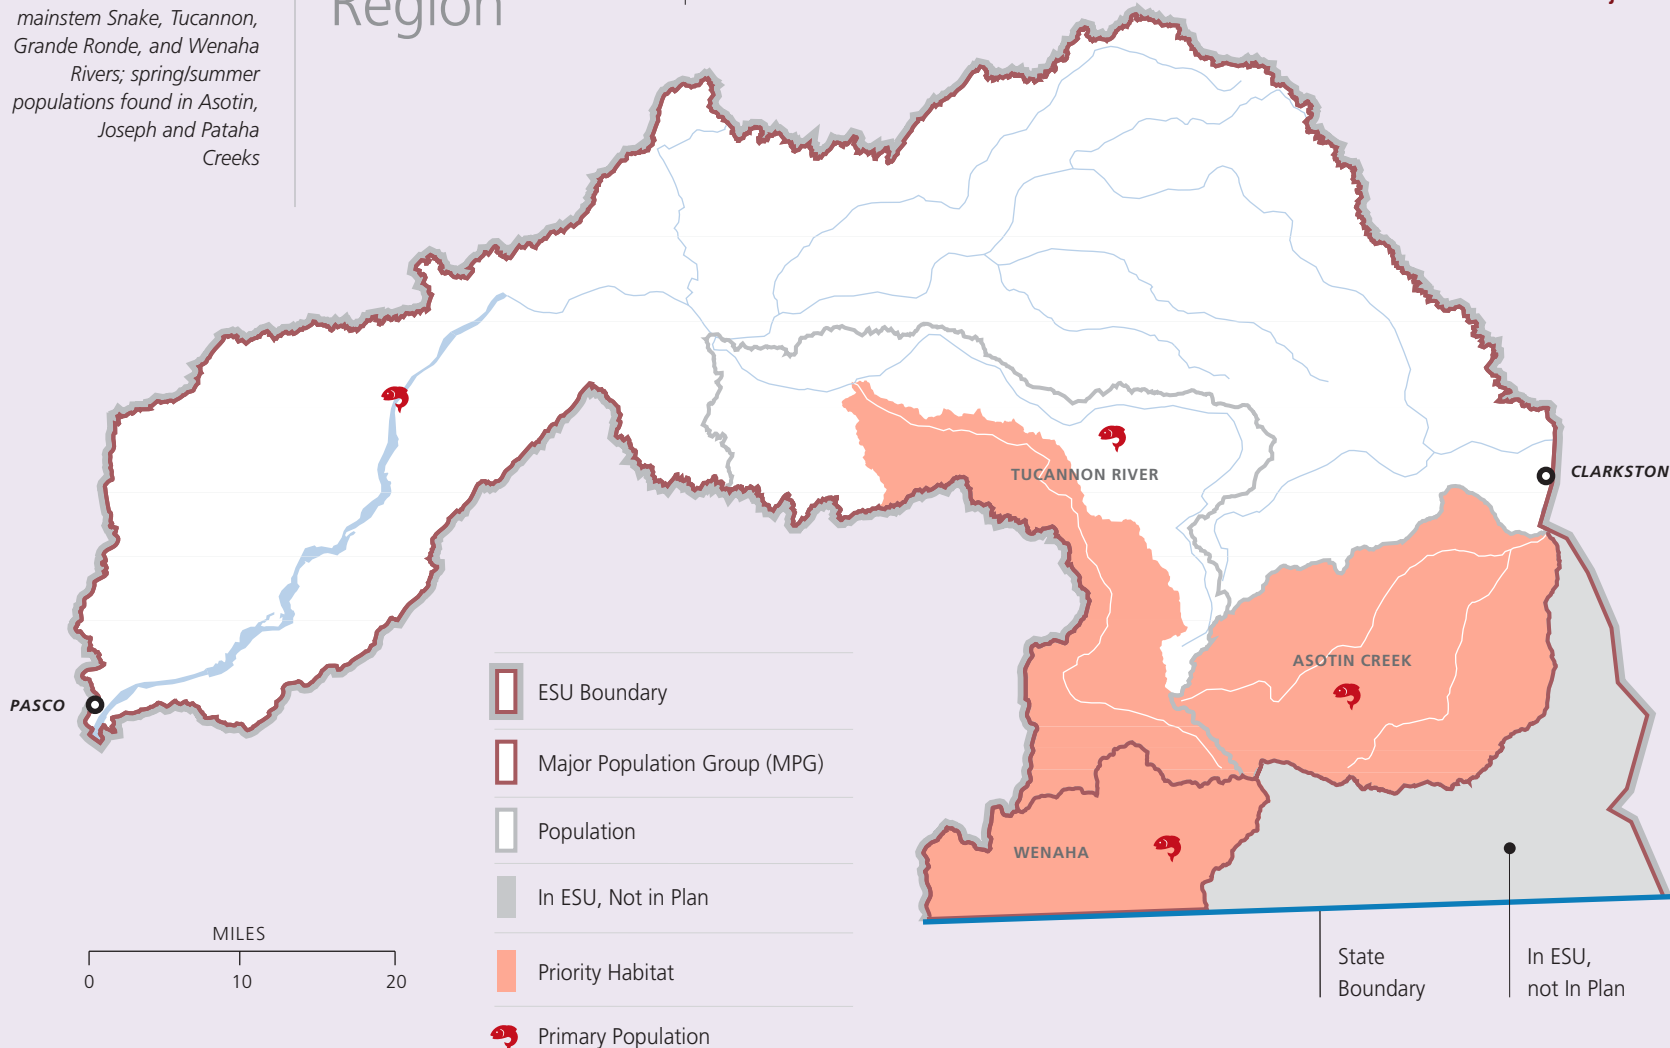 mainstem Snake, Tucannon,
Grande Ronde, and Wenaha
Rivers; spring/summer
populations found in Asotin,
Joseph and Pataha
Creeks
Region
CLARKSTON
TUCANNON RIVER
ASOTIN CREEK
PASCO
WENAHA
ESU Boundary
Major Population Group (MPG)
Population
In ESU, Not in Plan
Priority Habitat
Primary Population
MILES
0 10 20
State
Boundary
In ESU,
not In Plan